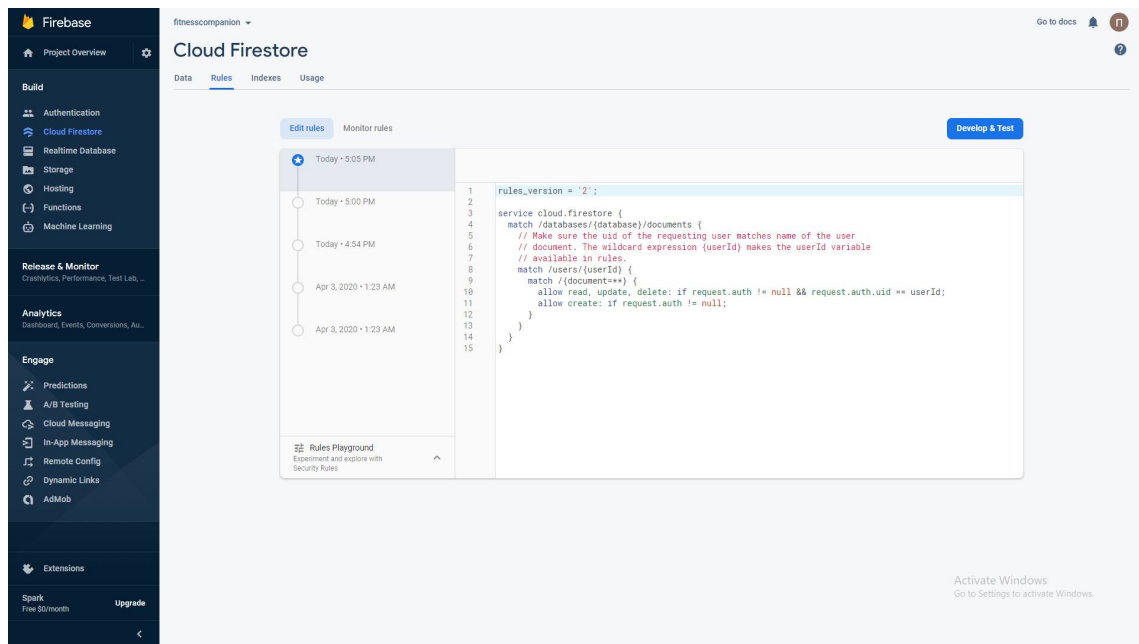 Firebase
fitnesscompanion
Go to docs
П
Project Overview
Cloud Firestore
Build
Data Rules Indexes Usage
Authentication
Cloud Firestore
Realtime Database
Storage
Hosting
Functions
Machine Learning
Release & Monitor
Crashlytics, Performance, Test Lab, ...
Analytics
Dashboard, Events, Conversions, Au...
Engage
Predictions
A/B Testing
Cloud Messaging
In-App Messaging
Remote Config
Dynamic Links
AdMob
Extensions
Spark
Free $0/month
Upgrade
Edit rules Monitor rules
Develop & Test
Today • 5:05 PM
Today • 5:00 PM
Today • 4:54 PM
Apr 3, 2020 • 1:23 AM
Apr 3, 2020 • 1:23 AM
Rules Playground
Experiment and explore with
Security Rules
1 rules_version = '2';
2
3 service cloud.firestore {
4   match /databases/{database}/documents {
5     // Make sure the uid of the requesting user matches name of the user
6     // document. The wildcard expression {userId} makes the userId variable
7     // available in rules.
8     match /users/{userId} {
9       match /{document=**} {
10         allow read, update, delete: if request.auth != null && request.auth.uid == userId;
11         allow create: if request.auth != null;
12       }
13     }
14   }
15 }
Activate Windows
Go to Settings to activate Windows.